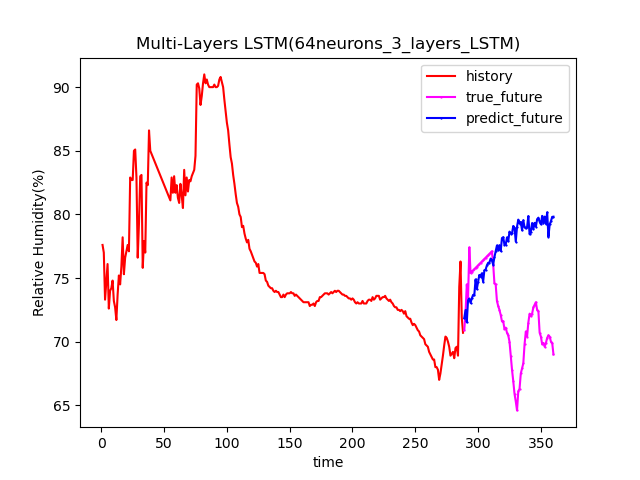 Multi-Layers LSTM(64neurons_3_layers_LSTM)
history
true_future
predict_future
Relative Humidity(%)
90
85
80
75
70
65
0 50 100 150 200 250 300 350
time